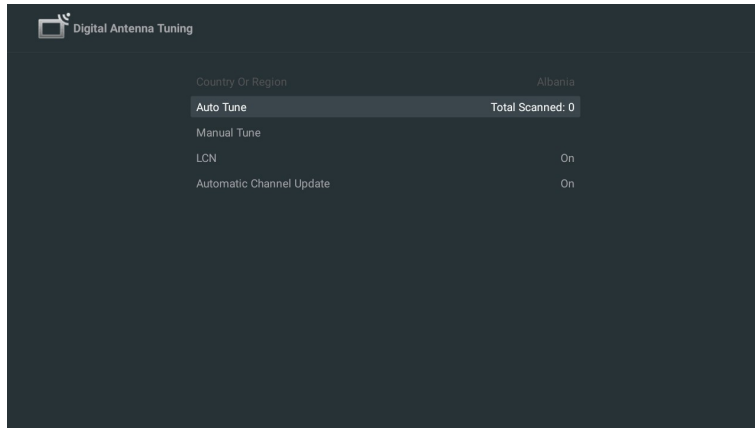 Digital Antenna Tuning
Country Or Region Albania
Auto Tune Total Scanned: 0
Manual Tune
LCN On
Automatic Channel Update On